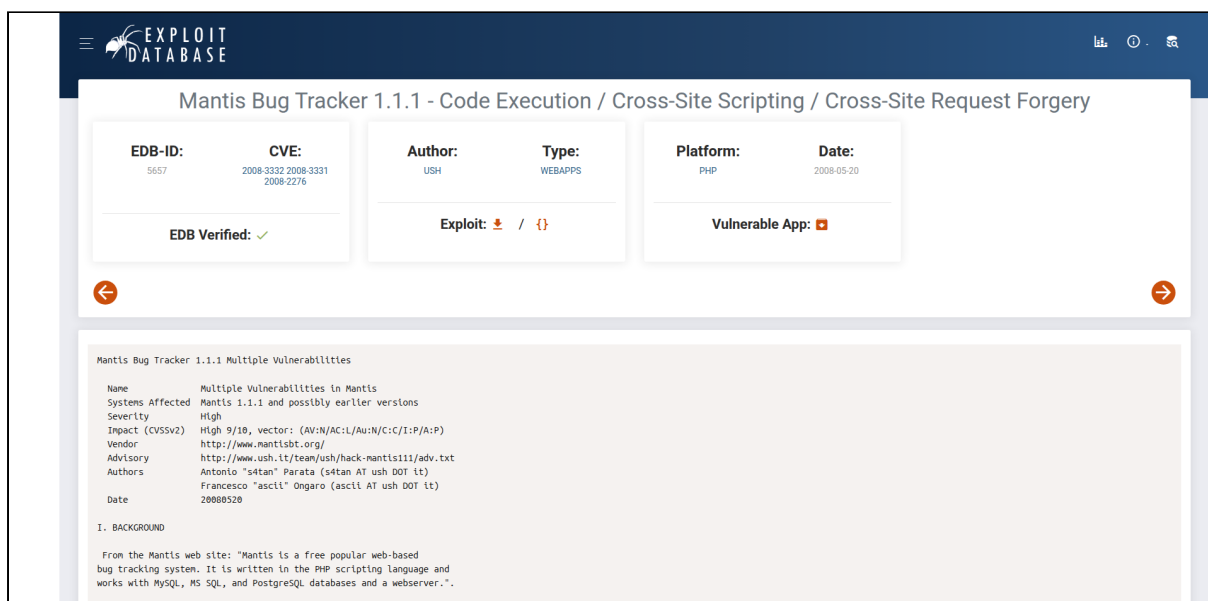 EXPLOIT
DATABASE
Mantis Bug Tracker 1.1.1 - Code Execution / Cross-Site Scripting / Cross-Site Request Forgery
EDB-ID:
5657
CVE:
2008-3332 2008-3331
2008-2276
EDB Verified:
Author:
USH
Type:
WEBAPPS
Exploit: / {}
Platform:
PHP
Date:
2008-05-20
Vulnerable App:
Mantis Bug Tracker 1.1.1 Multiple Vulnerabilities
Name Multiple Vulnerabilities in Mantis
Systems Affected Mantis 1.1.1 and possibly earlier versions
Severity High
Impact (CVSSv2) High 9/10, vector: (AV:N/AC:L/Au:N/C:C/I:P/A:P)
Vendor http://www.mantisbt.org/
Advisory http://www.ush.it/team/ush/hack-mantis111/adv.txt
Authors Antonio "s4tan" Parata (s4tan AT ush DOT it)
Francesco "ascii" Ongaro (ascii AT ush DOT it)
Date 20080520
I. BACKGROUND
From the Mantis web site: "Mantis is a free popular web-based
bug tracking system. It is written in the PHP scripting language and
works with MySQL, MS SQL, and PostgreSQL databases and a webserver.".